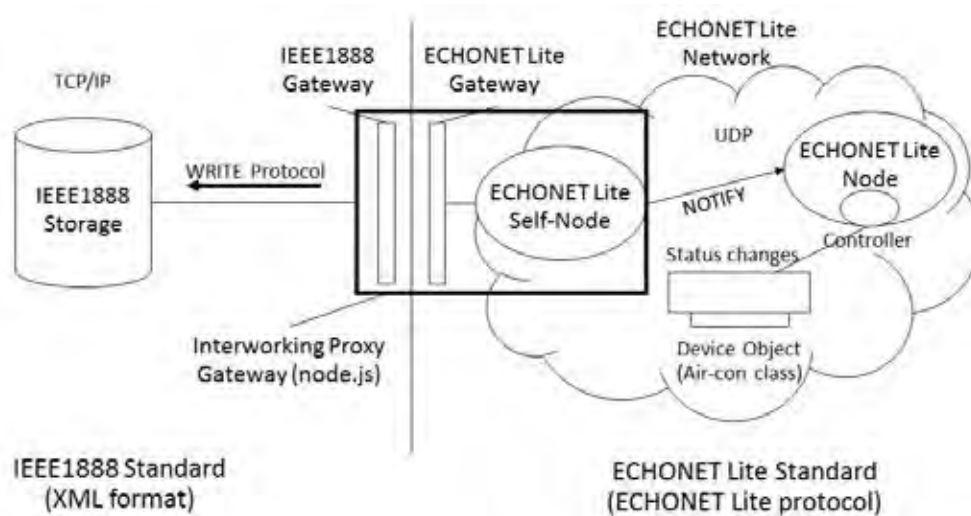 TCP/IP
IEEE1888
Storage
WRITE Protocol
IEEE1888
Gateway
ECHONET Lite
Gateway
ECHONET Lite
Network
UDP
ECHONET Lite
Self-Node
NOTIFY
ECHONET Lite
Node
Controller
Status changes
Device Object
(Air-con class)
Interworking Proxy
Gateway (node.js)
IEEE1888 Standard
(XML format)
ECHONET Lite Standard
(ECHONET Lite protocol)